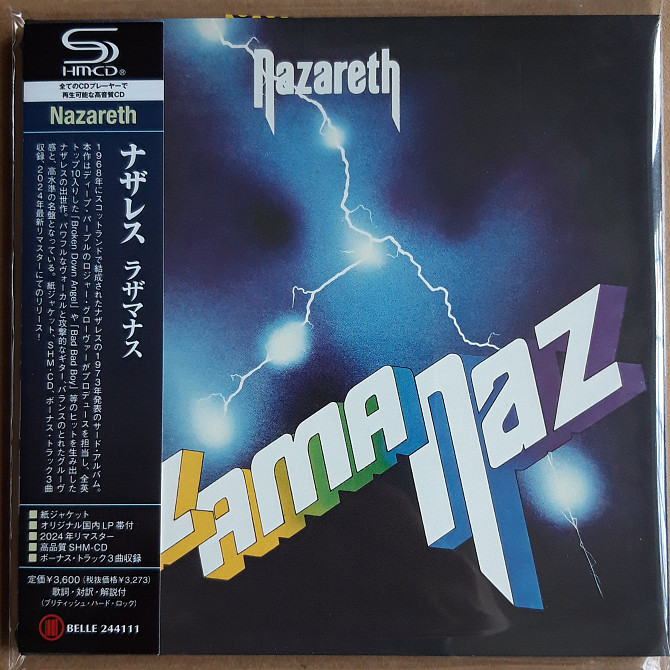 SHM-CD®
全てのCDプレーヤーで
再生可能な高音質CD
Nazareth
ナザレス ラザマナス
1968年にスコットランドで結成されたナザレスの1973年発表のサード・アルバム。
本作はディープ・パープルのロジャー・グローヴァーがプロデュースを担当し、全英
トップ10入りした「Broken Down Angel」や「Bad Bad Boy」等のヒットを生み出した
ナザレスの出世作。パワフルなヴォーカルと攻撃的なギター、バランスのとれたグルーヴ
感と、高水準の名盤となっている。紙ジャケット、SHM-CD、ボーナス・トラック3曲
収録、2024年最新リマスターにてのリリース!
紙ジャケット
オリジナル国内LP帯付
2024年リマスター
高品質SHM-CD
ボーナス・トラック3曲収録
定価¥3,600(税抜価格¥3,273)
歌詞・対訳・解説付
(ブリティッシュ・ハード・ロック)
BELLE 244111
Nazareth
zamanaz